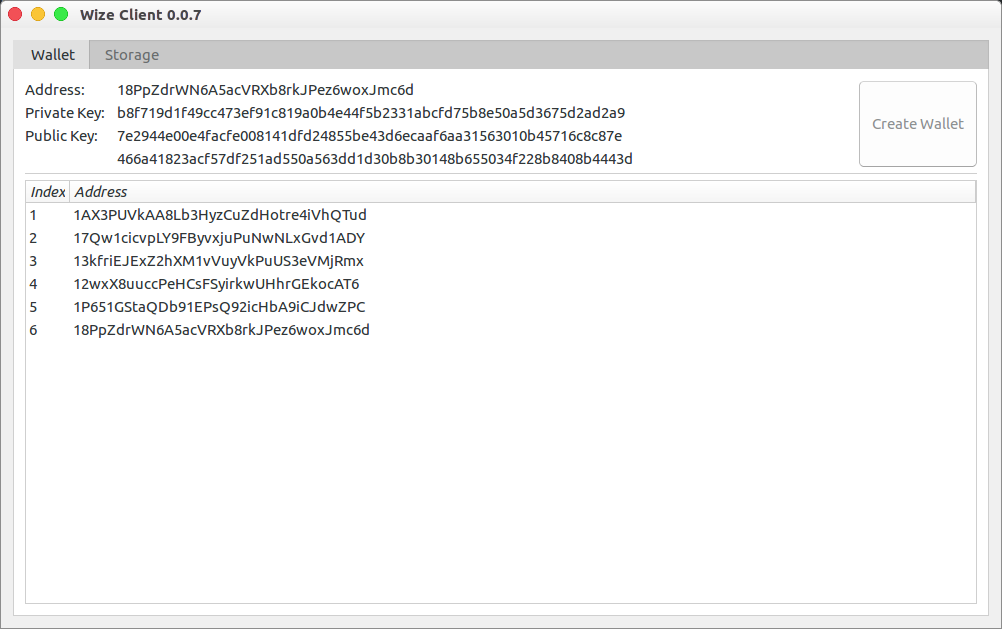 Wize Client 0.0.7
Wallet Storage
Address: 18PpZdrWN6A5acVRXb8rkJPez6woxJmc6d
Private Key: b8f719d1f49cc473ef91c819a0b4e44f5b2331abcfd75b8e50a5d3675d2ad2a9
Public Key: 7e2944e00e4facfe008141dfd24855be43d6ecaaf6aa31563010b45716c8c87e
466a41823acf57df251ad550a563dd1d30b8b30148b655034f228b8408b4443d
Create Wallet
Index Address
1 1AX3PUVkAA8Lb3HyzCuZdHotre4iVhQTud
2 17Qw1cicvpLY9FByvxjuPuNwNLxGvd1ADY
3 13kfriEJExZ2hXM1vVuyVkPuUS3eVMjRmx
4 12wxX8uuccPeHCsFSyirkwUHhrGEkocAT6
5 1P651GStaQDb91EPsQ92icHbA9iCJdwZPC
6 18PpZdrWN6A5acVRXb8rkJPez6woxJmc6d